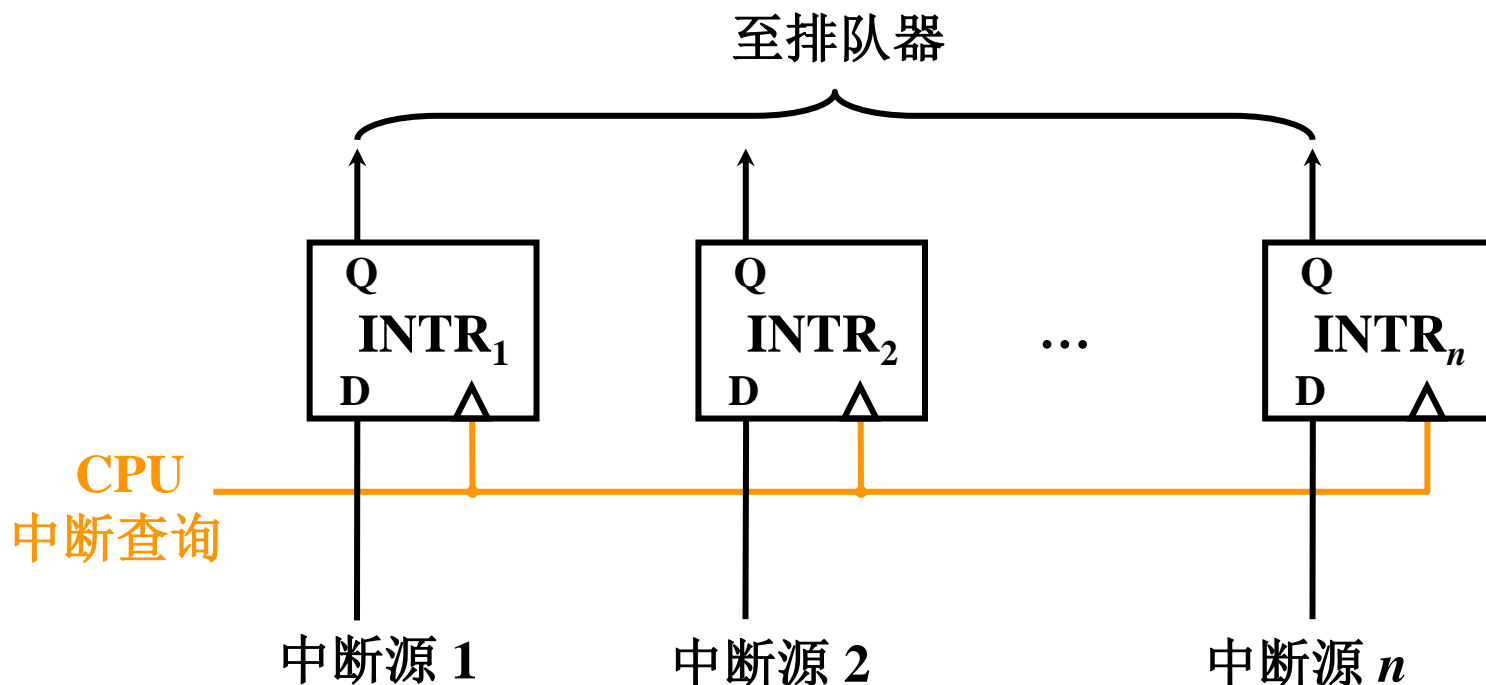 至排队器
Q Q Q
INTR₁ INTR₂ … INTRₙ
D D D
CPU
中断查询
中断源 1 中断源 2 中断源 n